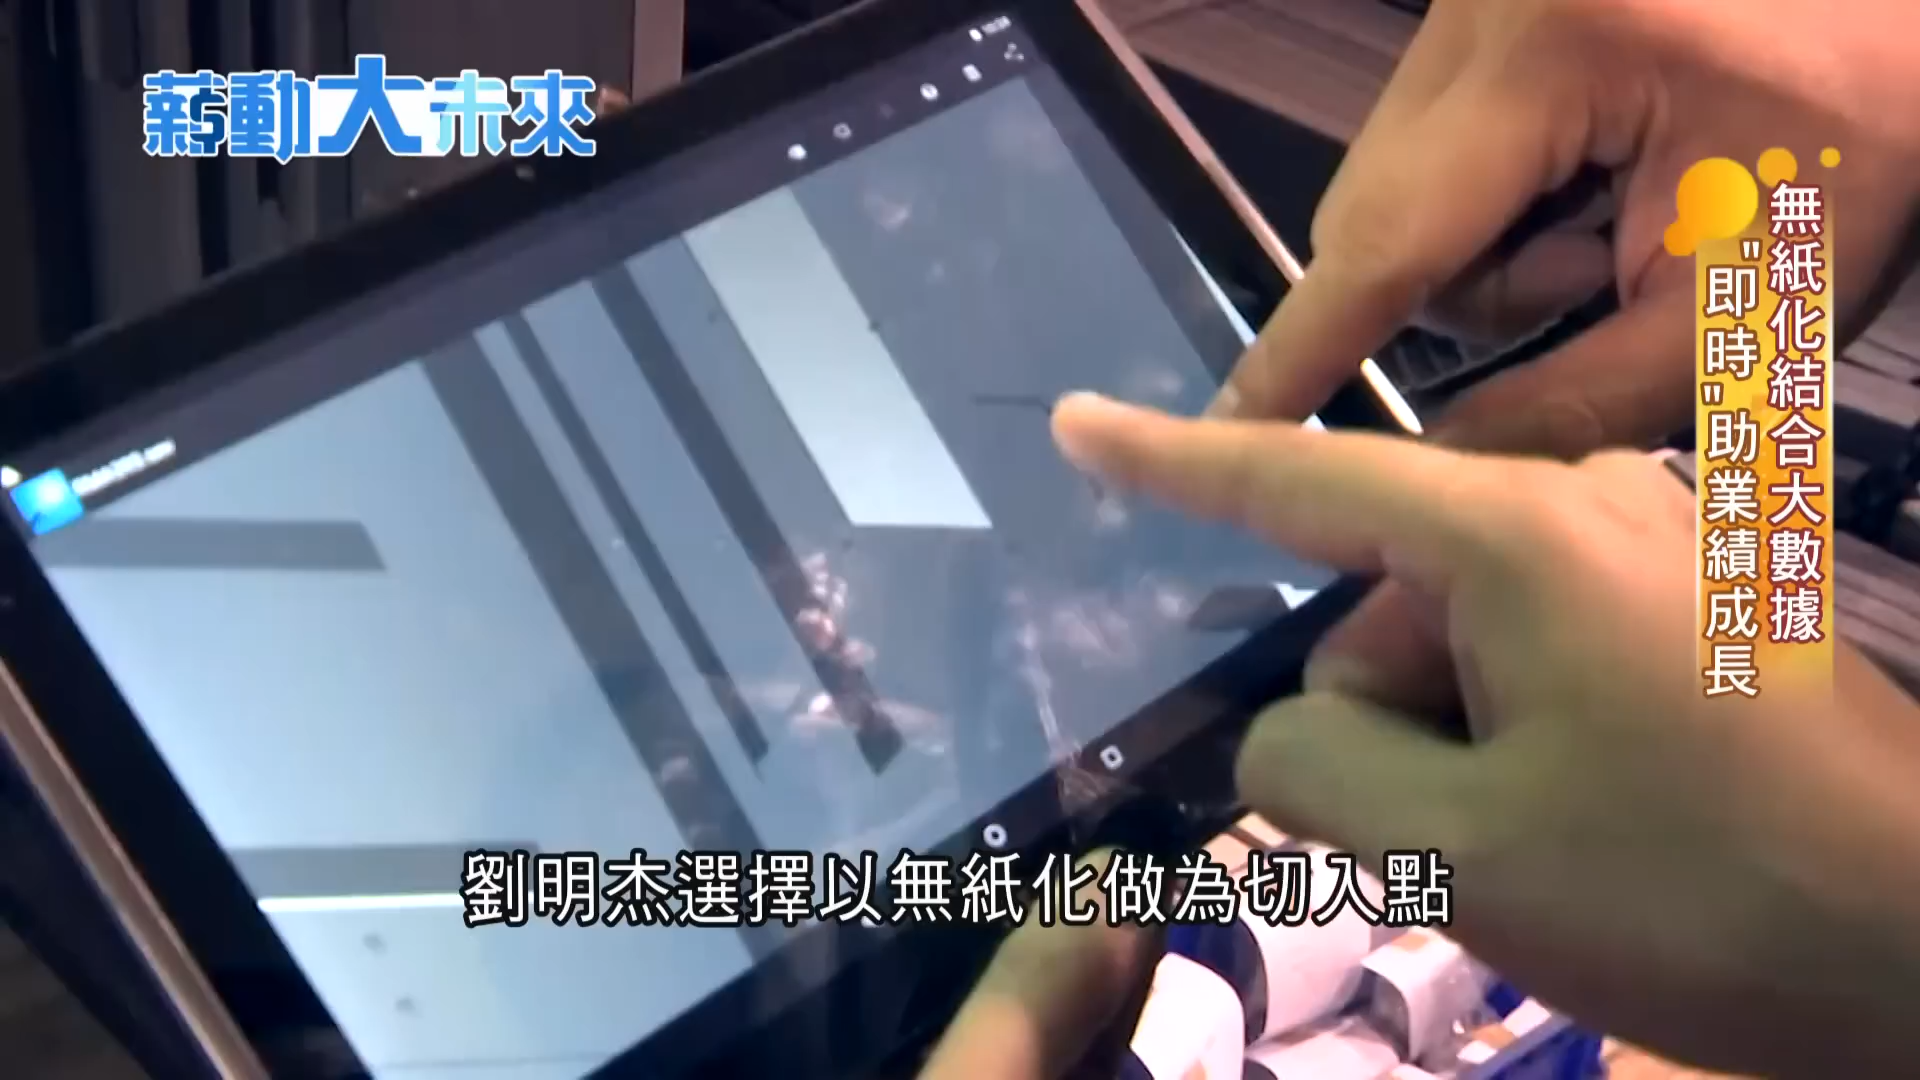 薪動大未來
無紙化結合大數據
"即時"助業績成長
劉明杰選擇以無紙化做為切入點